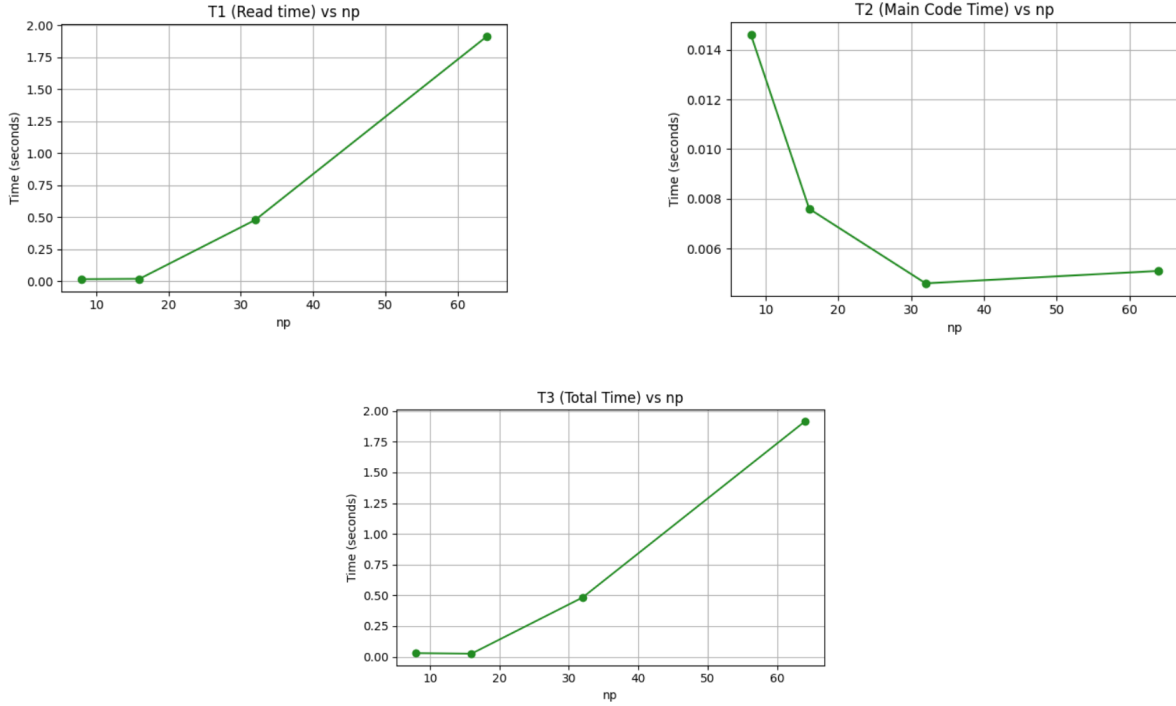 T1 (Read time) vs np
2.00
1.75
1.50
1.25
1.00
0.75
0.50
0.25
0.00
Time (seconds)
10 20 30 40 50 60
np
T2 (Main Code Time) vs np
0.014
0.012
0.010
0.008
0.006
Time (seconds)
10 20 30 40 50 60
np
T3 (Total Time) vs np
2.00
1.75
1.50
1.25
1.00
0.75
0.50
0.25
0.00
Time (seconds)
10 20 30 40 50 60
np